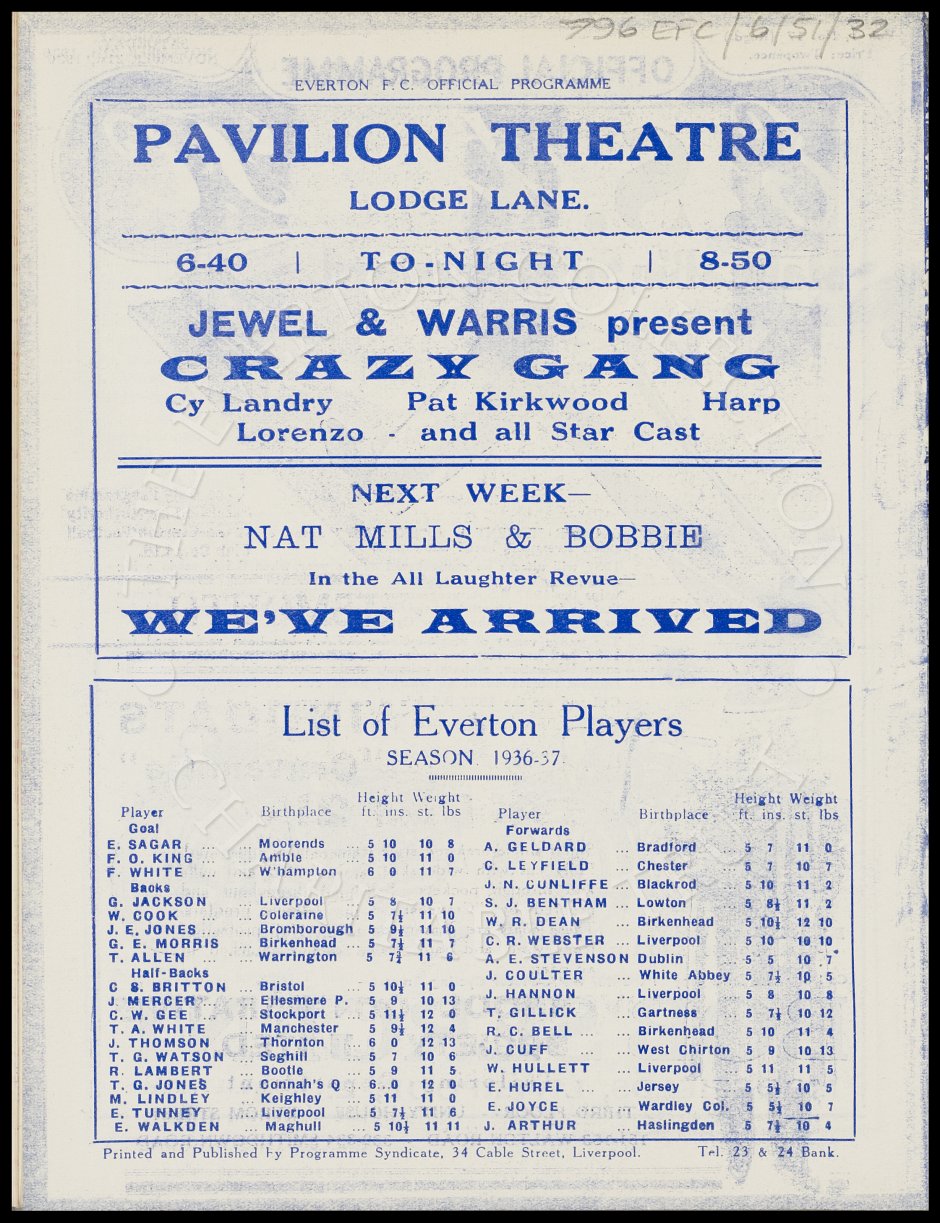 796 EFC/6/51/32
EVERTON F.C. OFFICIAL PROGRAMME
PAVILION THEATRE
LODGE LANE.
6-40 | TO-NIGHT | 8-50
JEWEL & WARRIS present
CRAZY GANG
Cy Landry Pat Kirkwood Harp
Lorenzo - and all Star Cast
NEXT WEEK—
NAT MILLS & BOBBIE
In the All Laughter Revue—
WE'VE ARRIVED
List of Everton Players
SEASON 1936-37.
Height Weight
Player Birthplace ft. ins. st. lbs
Goal
E. SAGAR ... ... Moorends ... 5 10 10 8
F. O. KING ... ... Amble ... 5 10 11 0
F. WHITE ... ... W'hampton ... 6 0 11 7
Backs
G. JACKSON ... Liverpool ... 5 8 10 7
W. COOK ... Coleraine ... 5 7½ 11 10
J. E. JONES ... ... Bromborough ... 5 9½ 11 10
G. E. MORRIS ... Birkenhead ... 5 7½ 11 7
T. ALLEN ... ... Warrington ... 5 7¾ 11 6
Half-Backs
C S. BRITTON ... Bristol ... 5 10½ 11 0
J. MERCER ... Ellesmere P. ... 5 9 10 13
C. W. GEE ... Stockport ... 5 11½ 12 0
T. A. WHITE ... Manchester ... 5 9½ 12 4
J. THOMSON ... Thornton ... 6 0 12 13
T. G. WATSON ... Seghill ... 5 7 10 6
R. LAMBERT ... Bootle ... 5 9 11 5
T. G. JONES ... Connah's Q ... 6 0 12 0
M. LINDLEY ... Keighley ... 5 11 11 0
E. TUNNEY ... Liverpool ... 5 7½ 11 6
E. WALKDEN ... Maghull ... 5 10½ 11 11
Height Weight
Player Birthplace ft. ins. st. lbs
Forwards
A. GELDARD ... Bradford ... 5 7 11 0
C. LEYFIELD ... Chester ... 5 7 10 7
J. N. CUNLIFFE ... Blackrod ... 5 10 11 2
S. J. BENTHAM ... Lowton ... 5 8½ 11 2
W. R. DEAN ... Birkenhead ... 5 10½ 12 10
C. R. WEBSTER ... Liverpool ... 5 10 10 10
A. E. STEVENSON Dublin ... 5 5 10 7
J. COULTER ... White Abbey ... 5 7½ 10 5
J. HANNON ... Liverpool ... 5 8 10 8
T. GILLICK ... Gartness ... 5 7½ 10 12
R. C. BELL ... ... Birkenhead ... 5 10 11 4
J. CUFF ... ... West Chirton ... 5 9 10 13
W. HULLETT ... Liverpool ... 5 11 11 5
E. HUREL ... ... Jersey ... 5 5½ 10 5
E. JOYCE ... Wardley Col. ... 5 5½ 10 7
J. ARTHUR ... Haslingden ... 5 7½ 10 4
Printed and Published by Programme Syndicate, 34 Cable Street, Liverpool. Tel. 23 & 24 Bank.